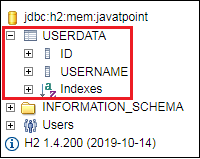 jdbc:h2:mem:javatpoint
USERDATA
ID
USERNAME
Indexes
INFORMATION_SCHEMA
Users
H2 1.4.200 (2019-10-14)